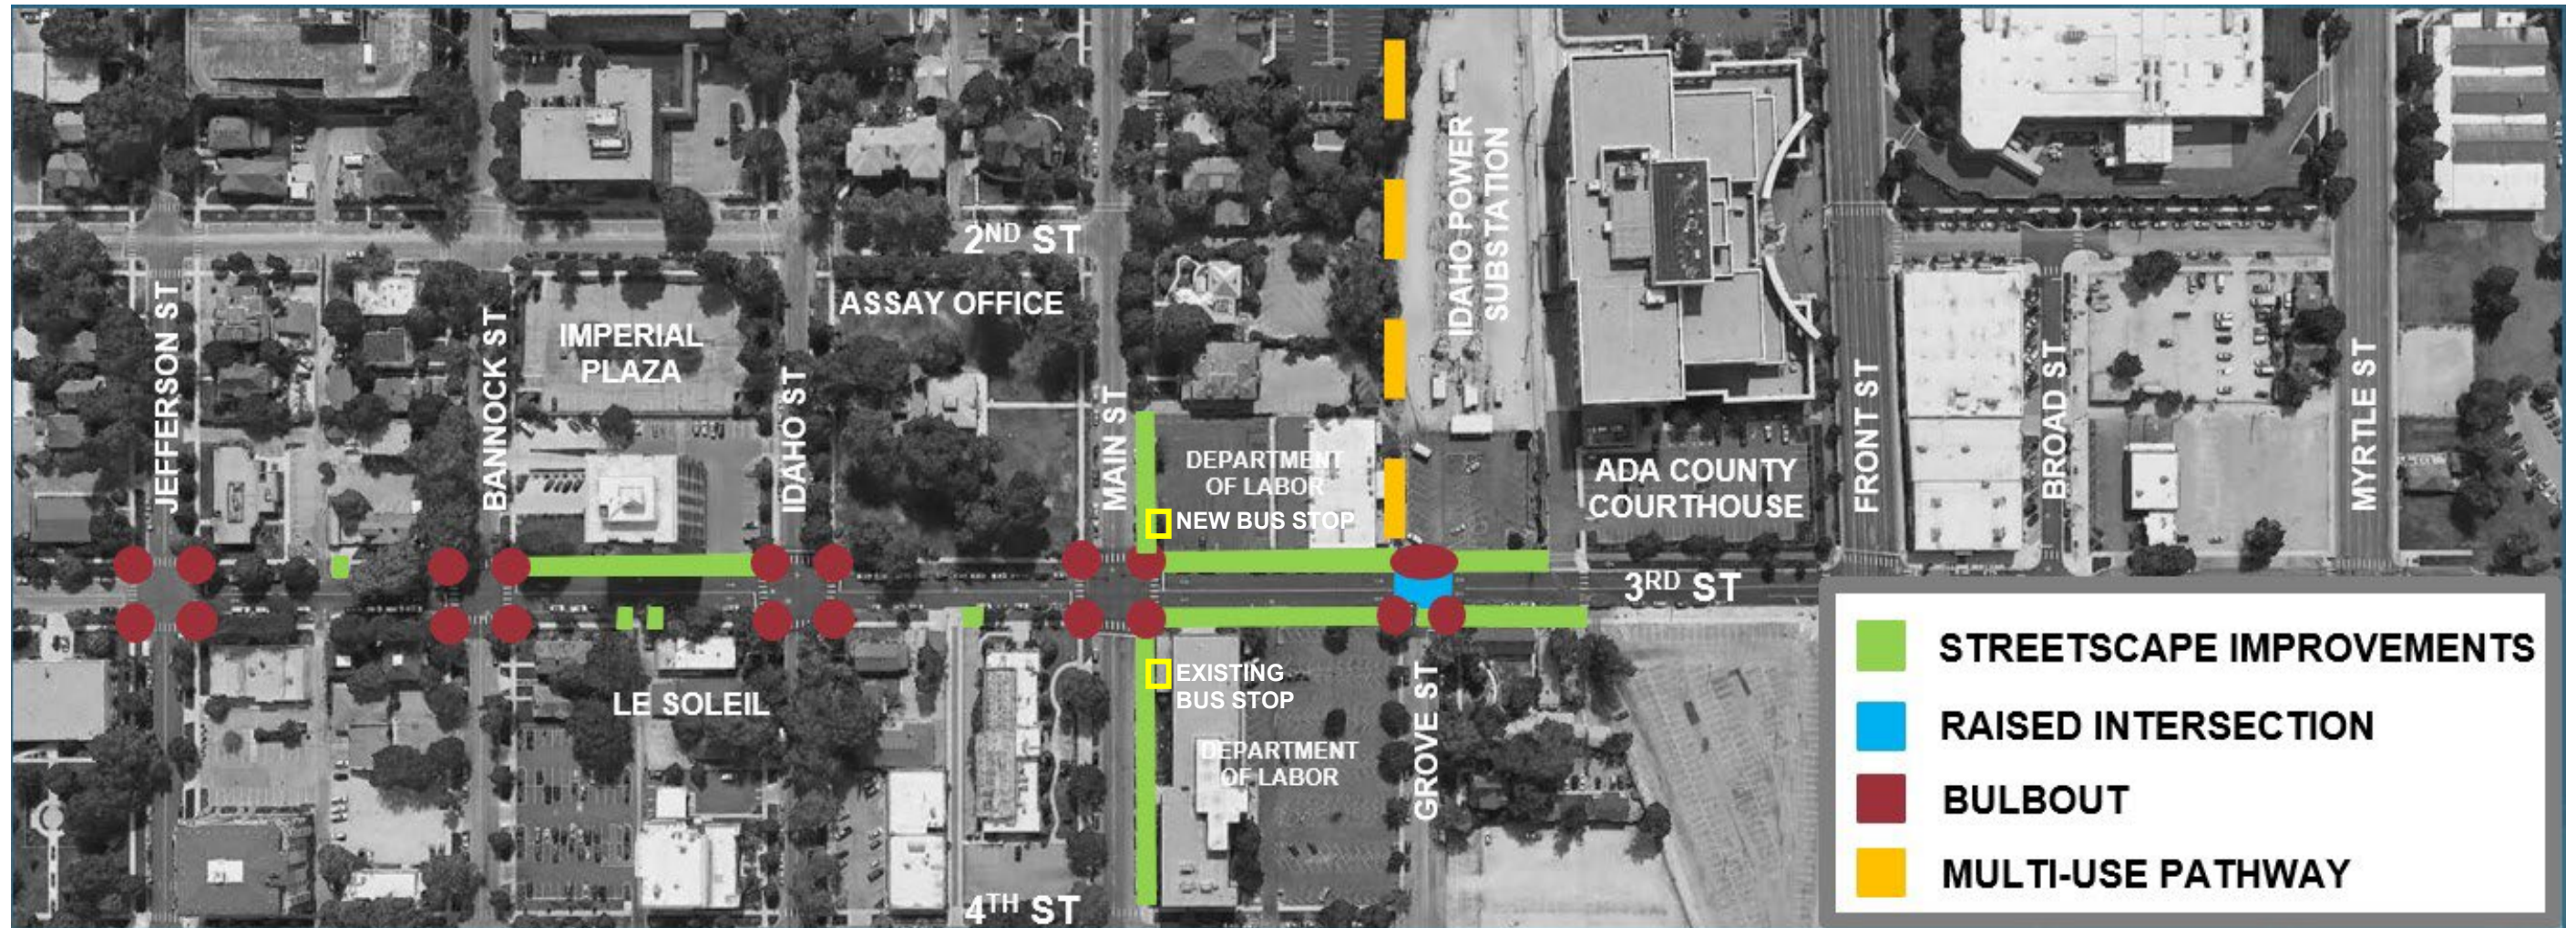 2ND ST
JEFFERSON ST
BANNOCK ST
IMPERIAL
PLAZA
IDAHO ST
ASSAY OFFICE
MAIN ST
IDAHO POWER
SUBSTATION
DEPARTMENT
OF LABOR
NEW BUS STOP
ADA COUNTY
COURTHOUSE
FRONT ST
BROAD ST
MYRTLE ST
3RD ST
LE SOLEIL
EXISTING
BUS STOP
DEPARTMENT
OF LABOR
GROVE ST
4TH ST
STREETSCAPE IMPROVEMENTS
RAISED INTERSECTION
BULBOUT
MULTI-USE PATHWAY